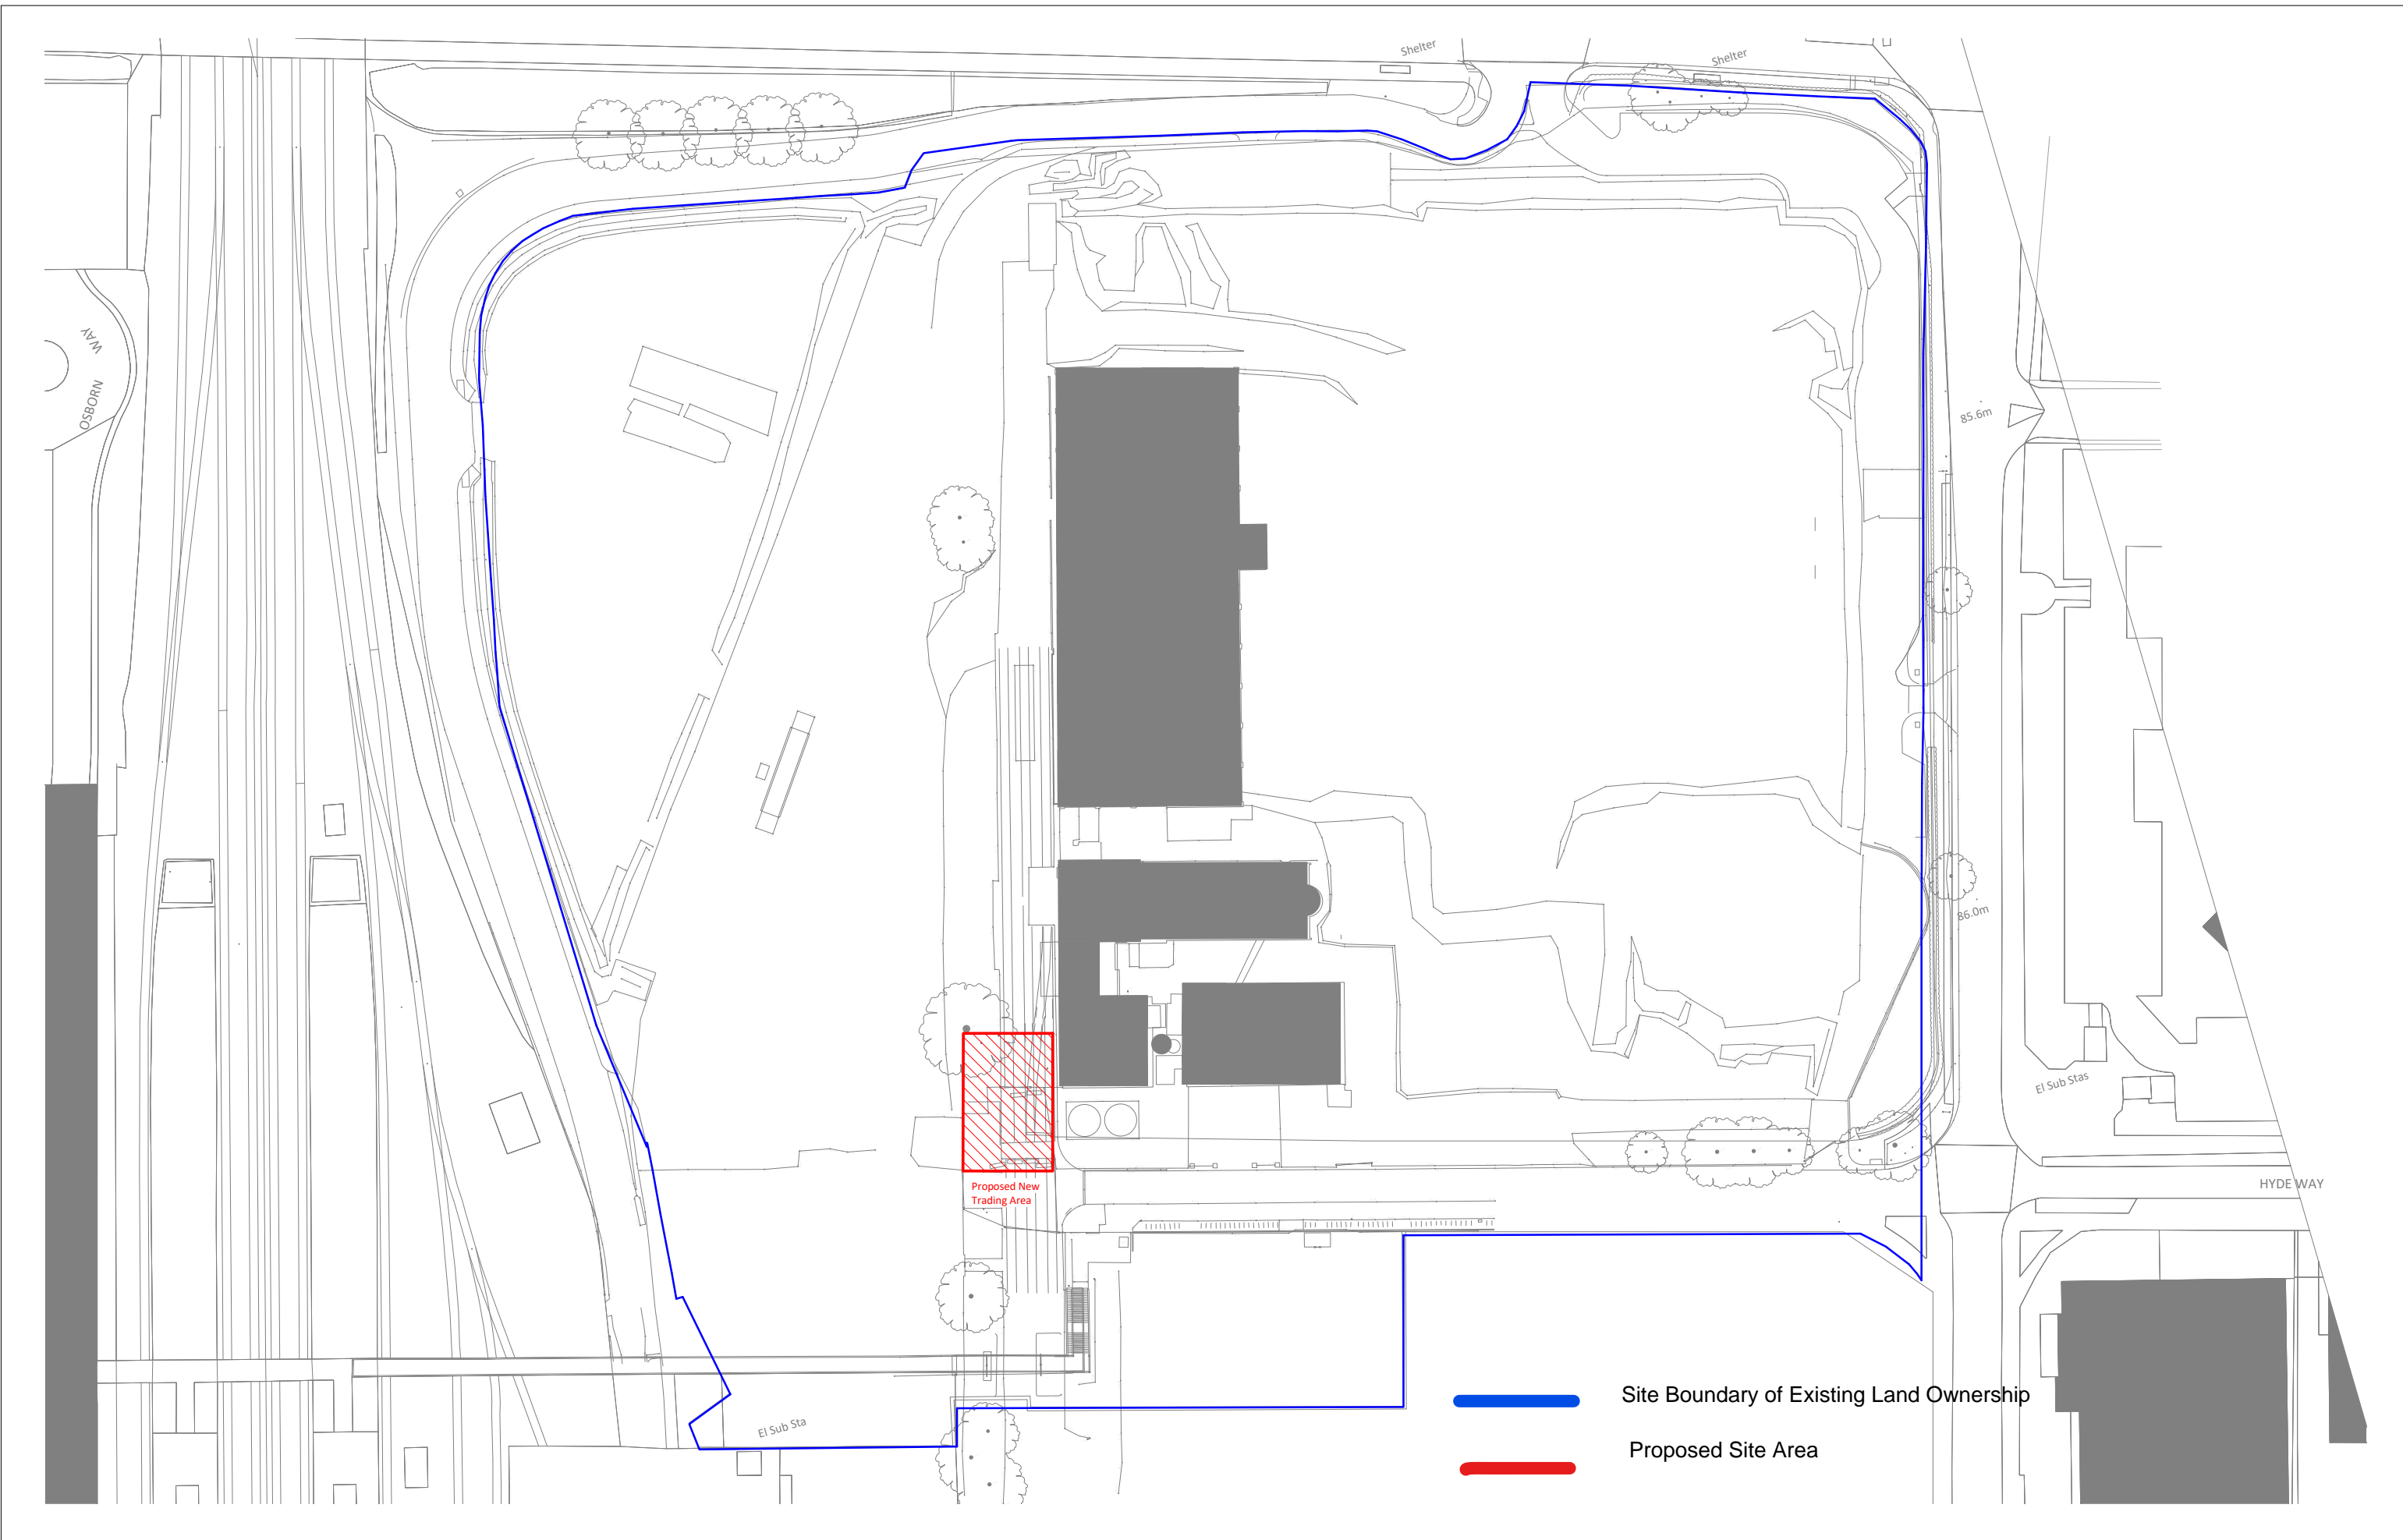 Shelter
Shelter
WAY
OSBORN
85.6m
86.0m
El Sub Stas
HYDE WAY
Proposed New
Trading Area
Site Boundary of Existing Land Ownership
El Sub Sta
Proposed Site Area